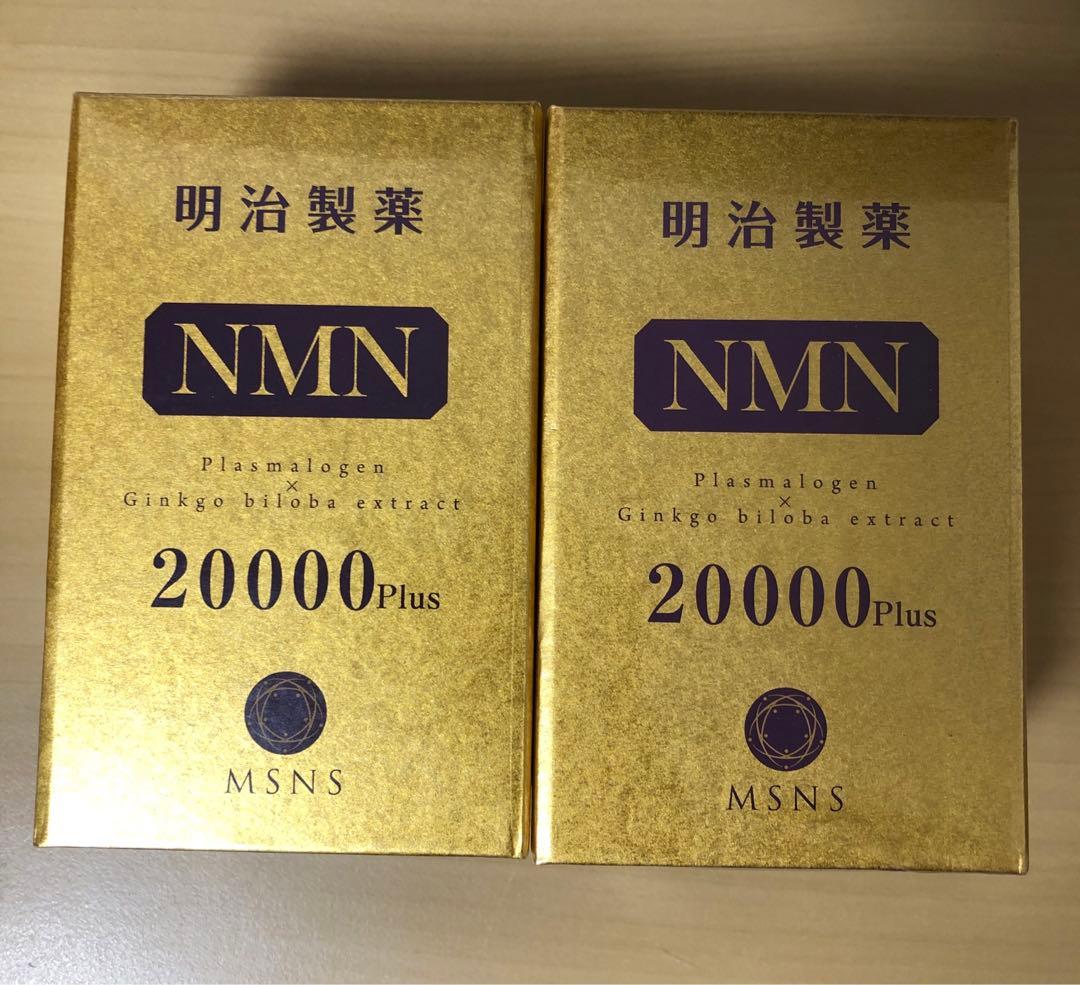 明治製薬
NMN
Plasmalogen
×
Ginkgo biloba extract
20000Plus
MSNS
明治製薬
NMN
Plasmalogen
×
Ginkgo biloba extract
20000Plus
MSNS